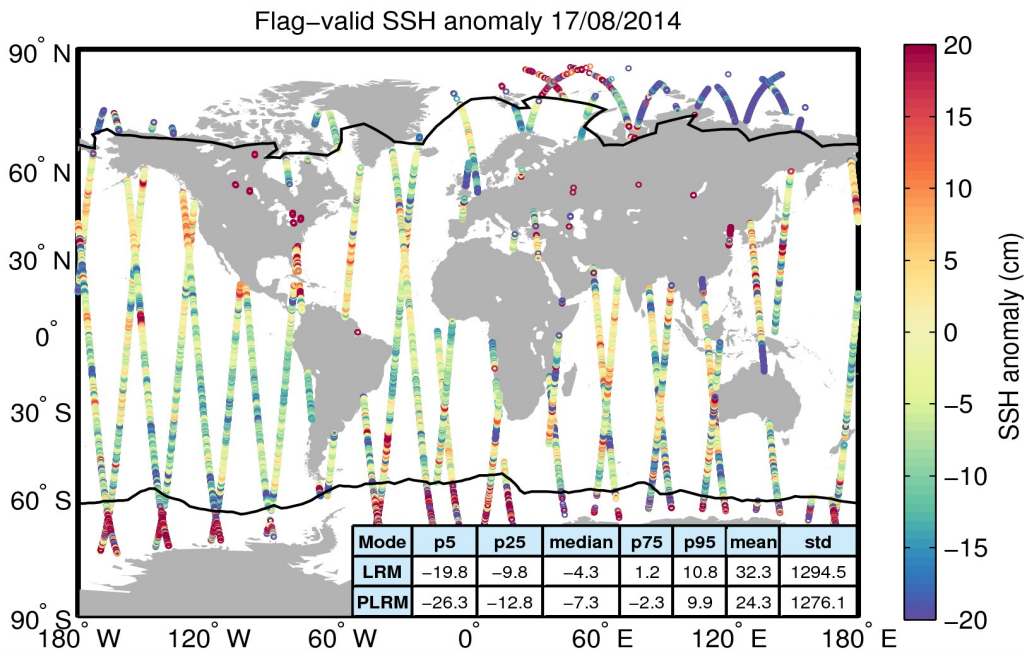 Flag−valid SSH anomaly 17/08/2014
90° N
60° N
30° N
0°
30° S
60° S
90° S
180° W 120° W 60° W 0° 60° E 120° E 180° E
Mode p5 p25 median p75 p95 mean std
LRM −19.8 −9.8 −4.3 1.2 10.8 32.3 1294.5
PLRM −26.3 −12.8 −7.3 −2.3 9.9 24.3 1276.1
20
15
10
5
0
−5
−10
−15
−20
SSH anomaly (cm)